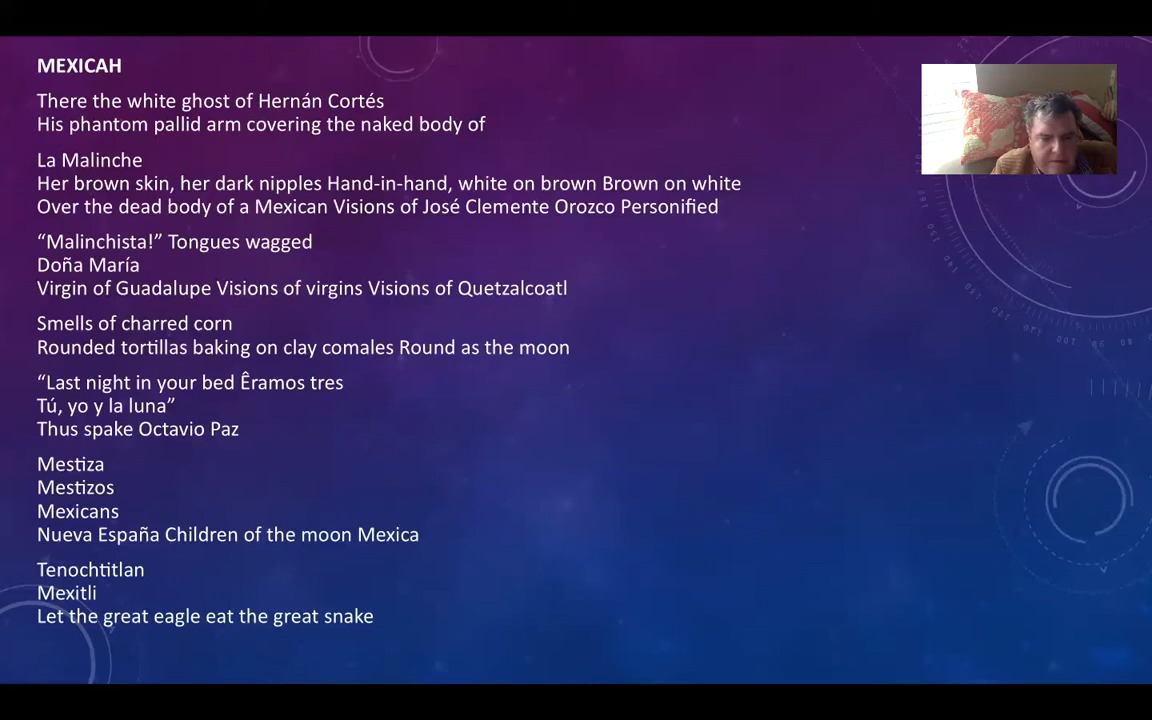 MEXICAH
There the white ghost of Hernán Cortés
His phantom pallid arm covering the naked body of
La Malinche
Her brown skin, her dark nipples Hand-in-hand, white on brown Brown on white
Over the dead body of a Mexican Visions of José Clemente Orozco Personified
“Malinchista!” Tongues wagged
Doña María
Virgin of Guadalupe Visions of virgins Visions of Quetzalcoatl
Smells of charred corn
Rounded tortillas baking on clay comales Round as the moon
“Last night in your bed Êramos tres
Tú, yo y la luna”
Thus spake Octavio Paz
Mestiza
Mestizos
Mexicans
Nueva España Children of the moon Mexica
Tenochtitlan
Mexitli
Let the great eagle eat the great snake